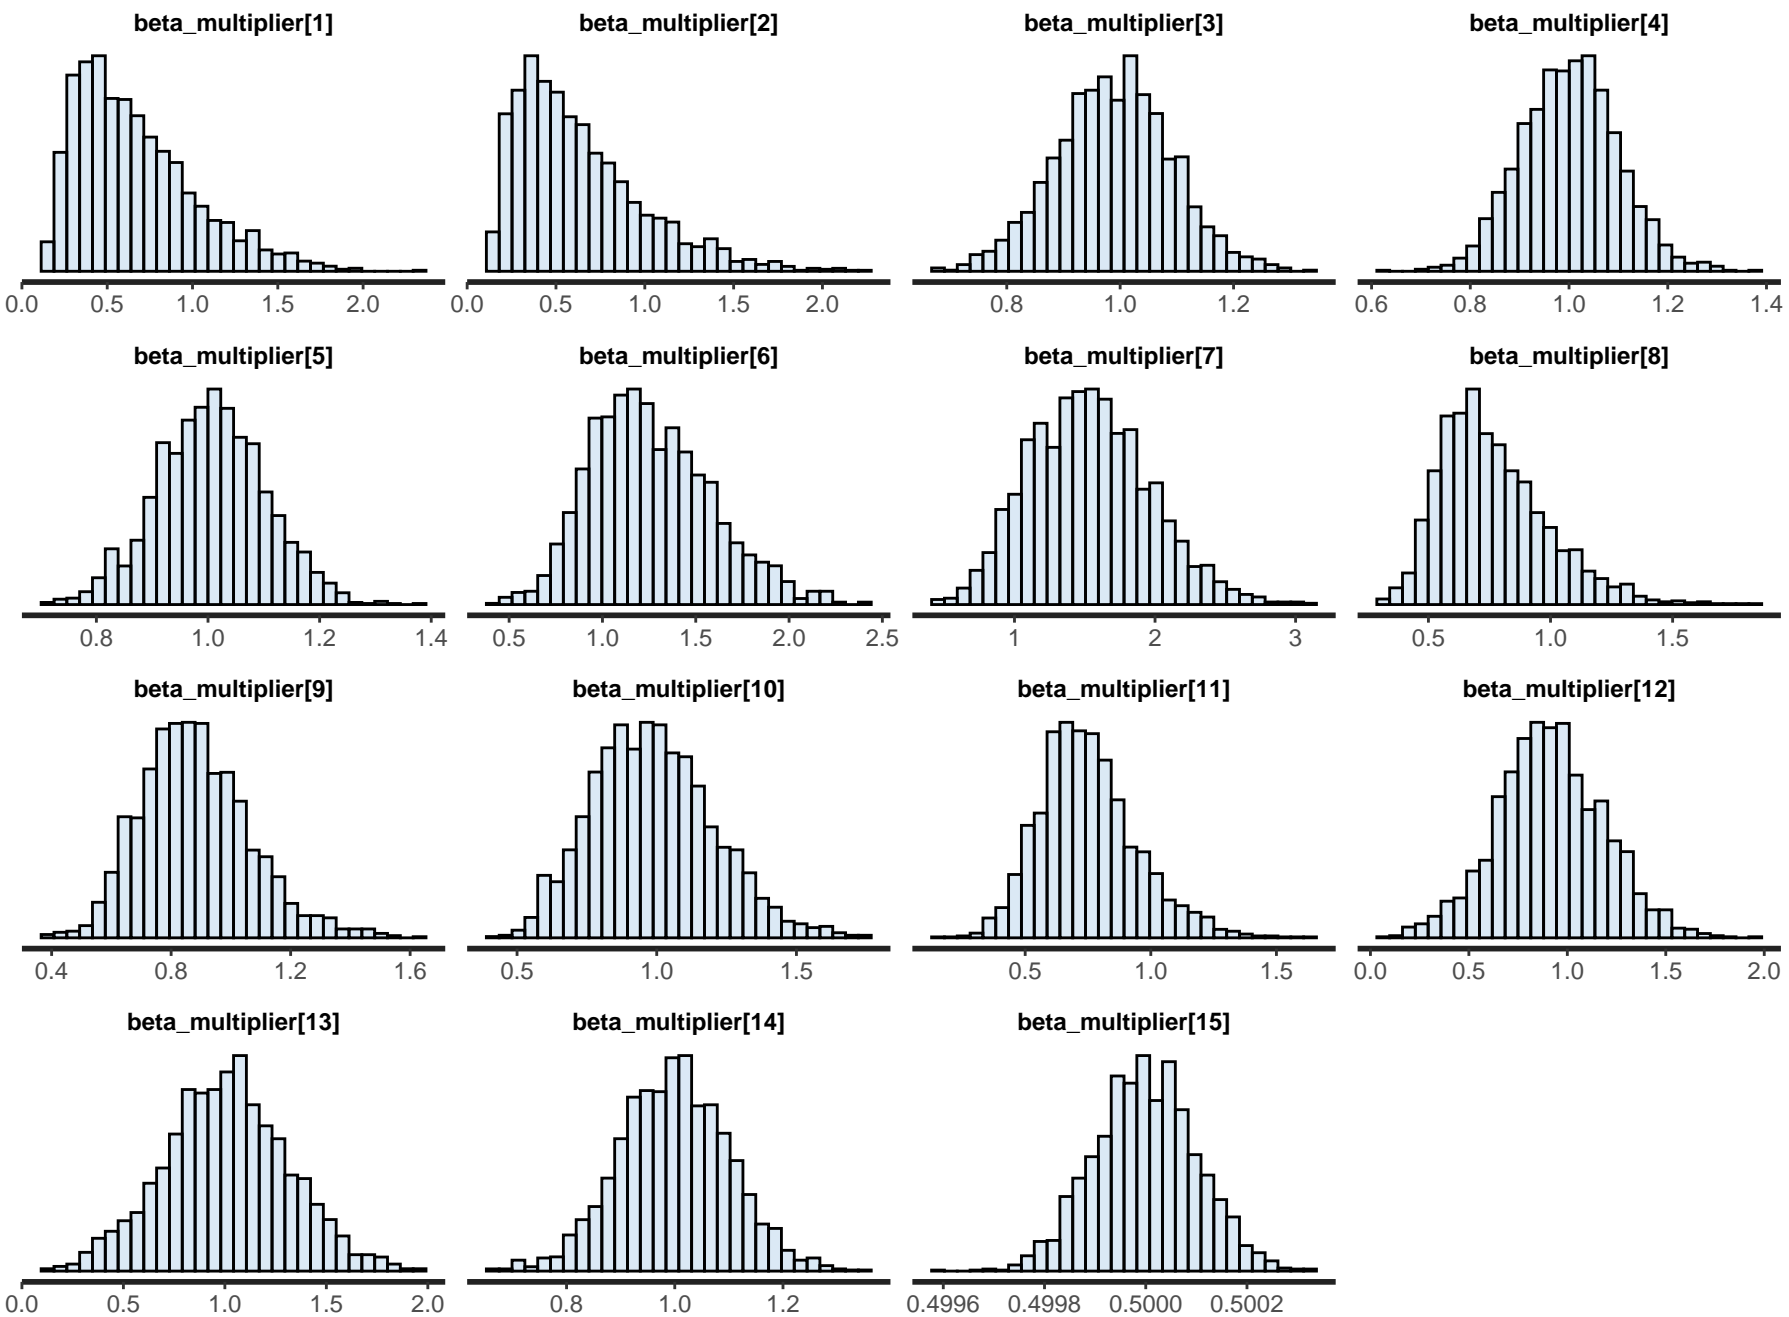 beta_multiplier[1] beta_multiplier[2] beta_multiplier[3] beta_multiplier[4]
0.0 0.5 1.0 1.5 2.0 0.0 0.5 1.0 1.5 2.0 0.8 1.0 1.2 0.6 0.8 1.0 1.2 1.4
beta_multiplier[5] beta_multiplier[6] beta_multiplier[7] beta_multiplier[8]
0.8 1.0 1.2 1.4 0.5 1.0 1.5 2.0 2.5 1 2 3 0.5 1.0 1.5
beta_multiplier[9] beta_multiplier[10] beta_multiplier[11] beta_multiplier[12]
0.4 0.8 1.2 1.6 0.5 1.0 1.5 0.5 1.0 1.5 0.0 0.5 1.0 1.5 2.0
beta_multiplier[13] beta_multiplier[14] beta_multiplier[15]
0.0 0.5 1.0 1.5 2.0 0.8 1.0 1.2 0.4996 0.4998 0.5000 0.5002